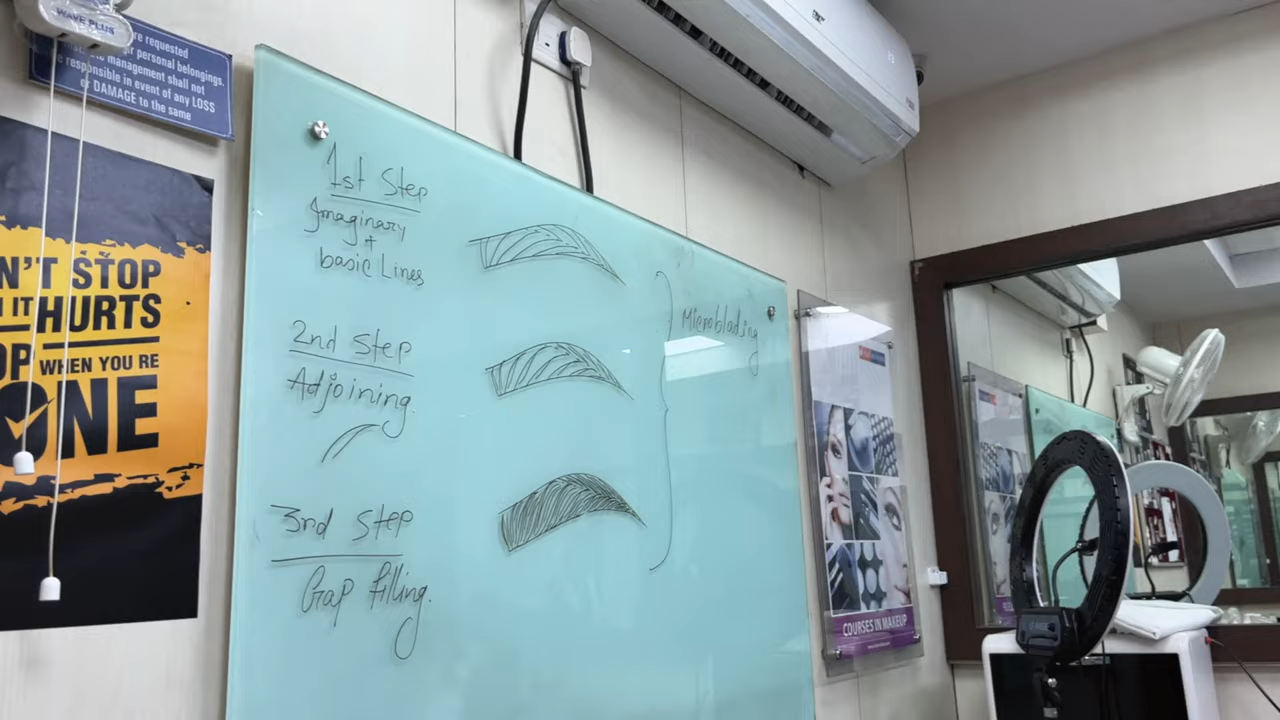 WAVE PLUS
re requested
r personal belongings.
management shall not
responsible in event of any LOSS
or DAMAGE to the same
N'T STOP
IT HURTS
OP WHEN YOU'RE
ONE
1st Step
Imaginary
+
basic Lines
2nd Step
Adjoining
3rd Step
Gap filling.
Microblading
COURSES IN MAKEUP